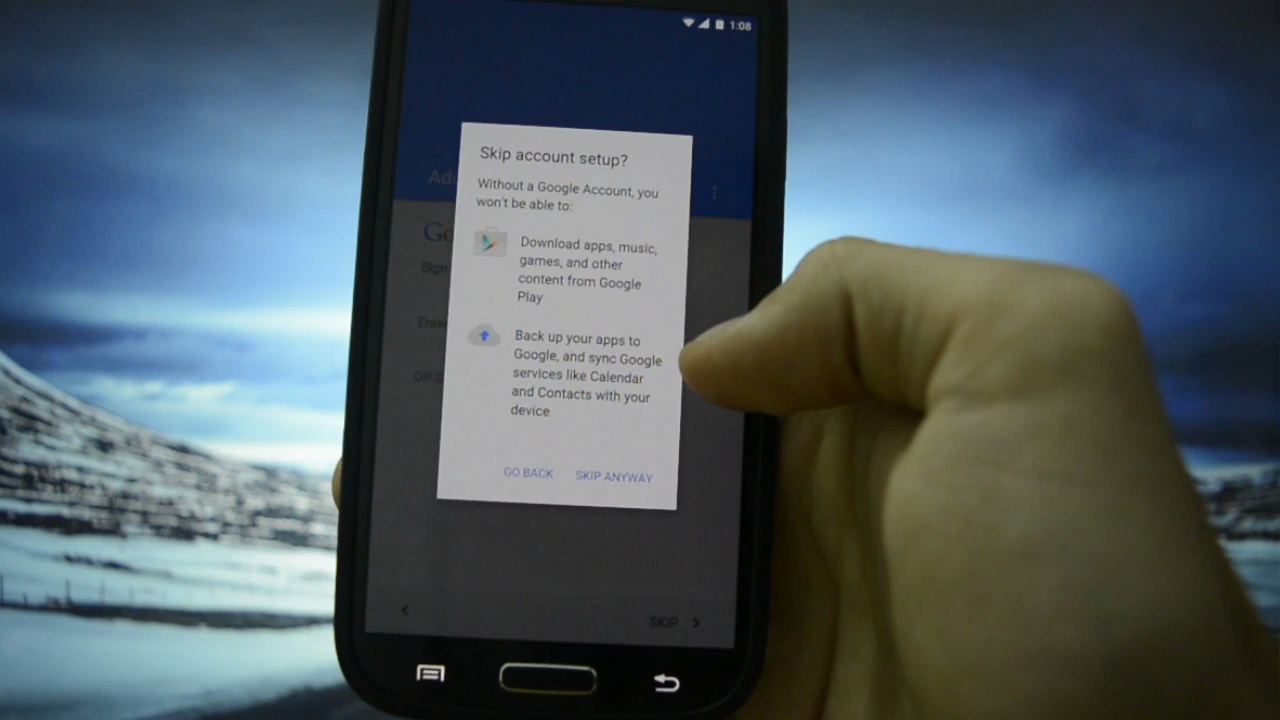 1:08
Skip account setup?
Without a Google Account, you
won't be able to:
Download apps, music,
games, and other
content from Google
Play
Back up your apps to
Google, and sync Google
services like Calendar
and Contacts with your
device
GO BACK SKIP ANYWAY
Sign
SKIP